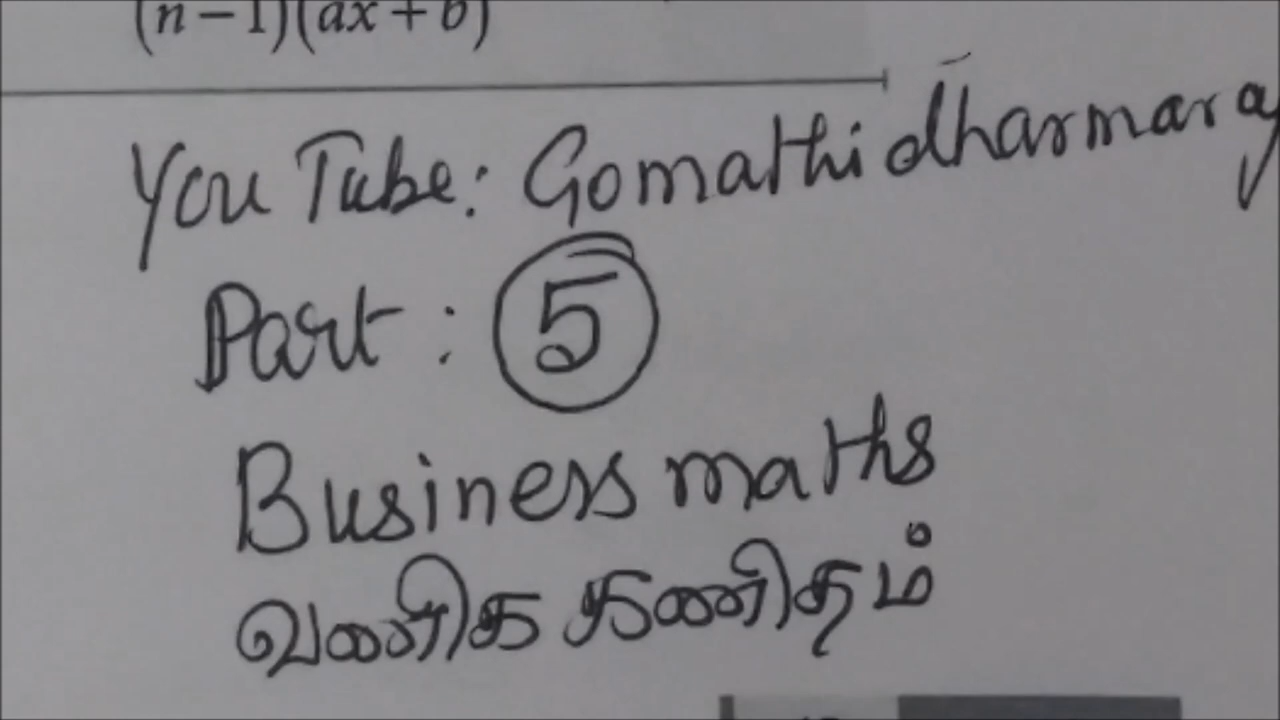 (n−1)(ax+b)
You Tube: Gomathi dharmaraj
Part : 5
Business maths
வணிக கணிதம்